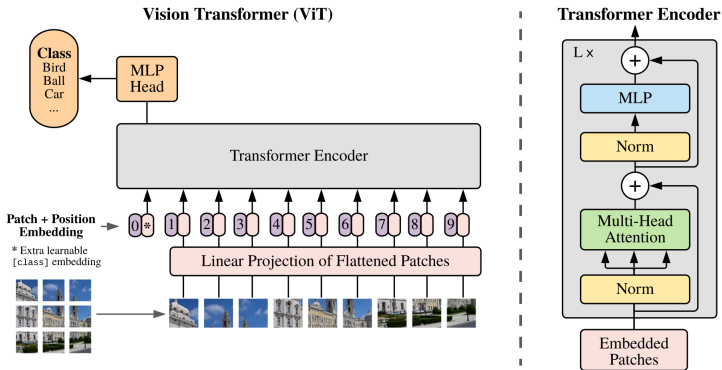 Vision Transformer (ViT)
Class
Bird
Ball
Car
...
MLP
Head
Transformer Encoder
Patch + Position
Embedding
0 * 1 2 3 4 5 6 7 8 9
* Extra learnable
[class] embedding
Linear Projection of Flattened Patches
Transformer Encoder
L x
+
MLP
Norm
+
Multi-Head
Attention
Norm
Embedded
Patches